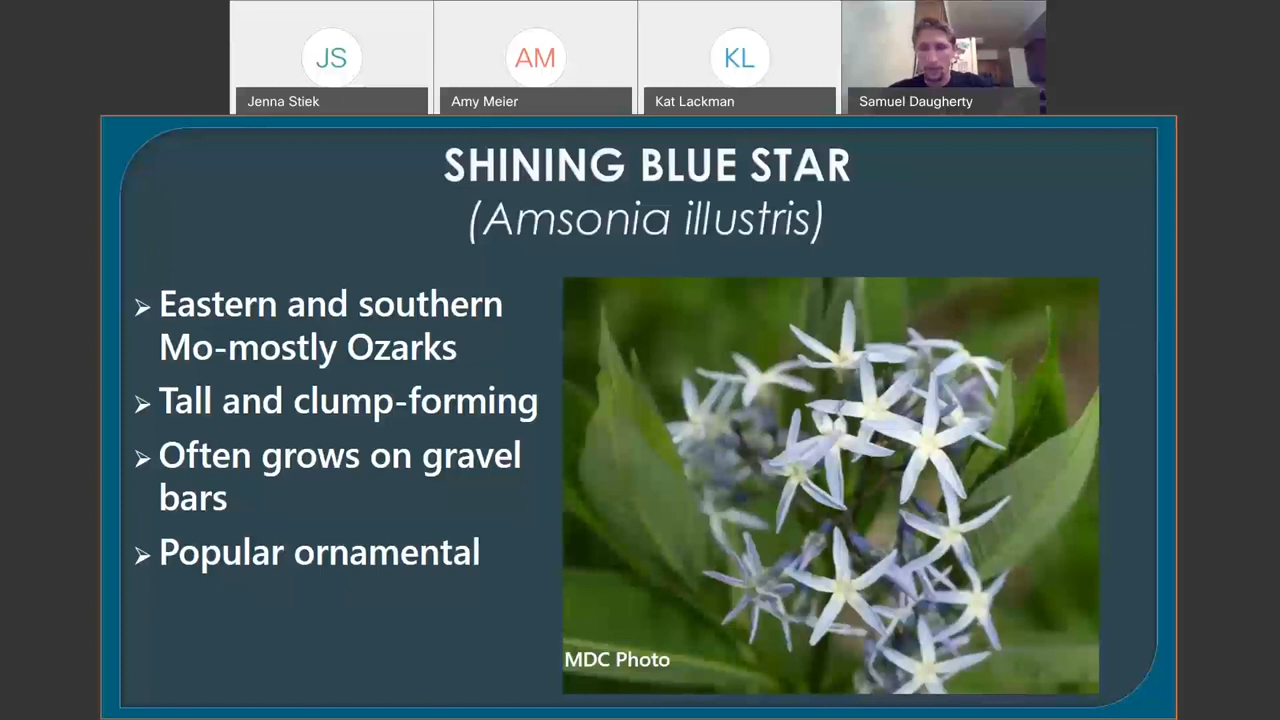 JS
AM
KL
Jenna Stiek
Amy Meier
Kat Lackman
Samuel Daugherty
SHINING BLUE STAR
(Amsonia illustris)
➢ Eastern and southern
Mo-mostly Ozarks
➢ Tall and clump-forming
➢ Often grows on gravel
bars
➢ Popular ornamental
MDC Photo